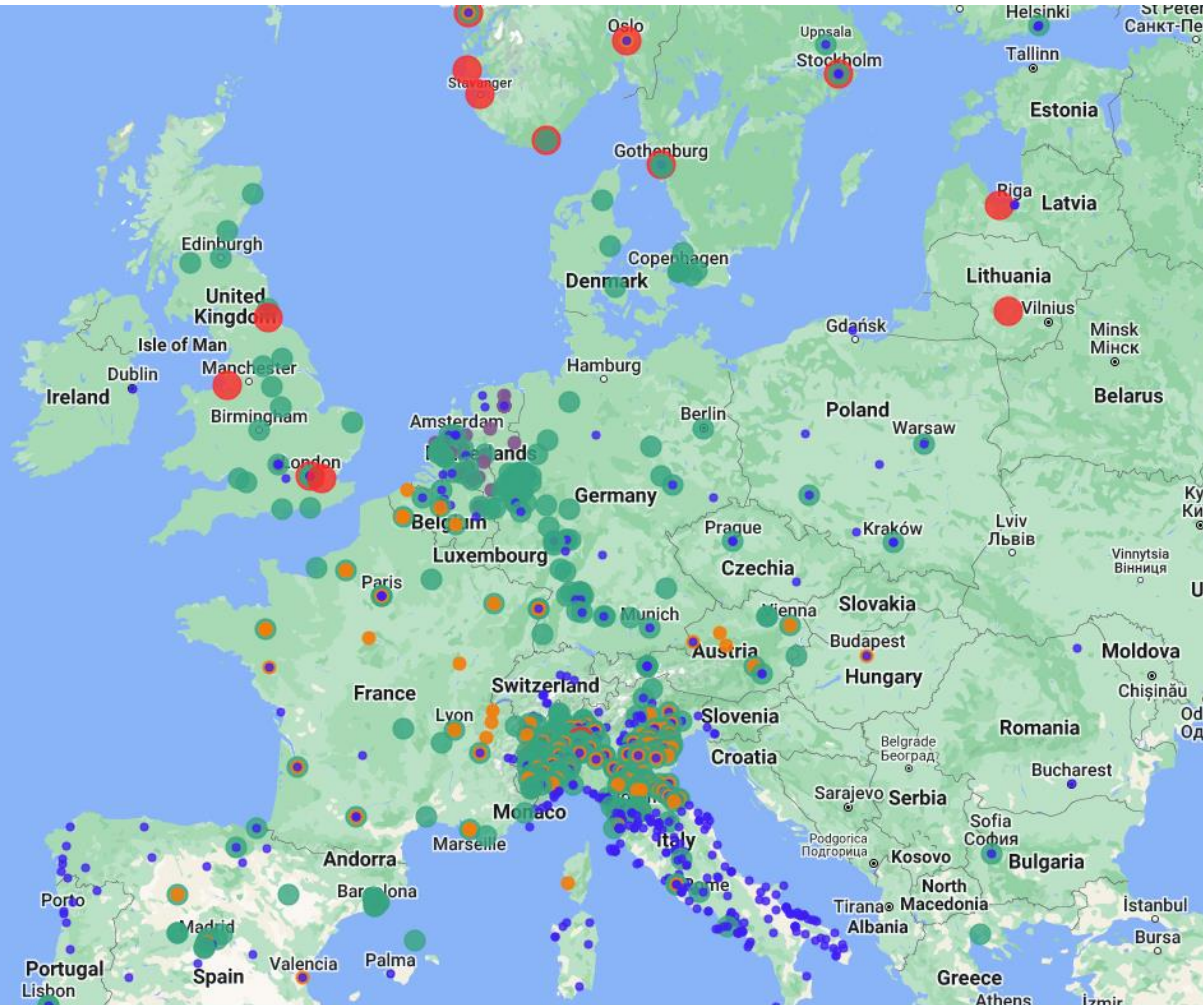 Helsinki
St Peter
Санкт-Пе
Oslo
Uppsala
Stockholm
Tallinn
Stavanger
Estonia
Gothenburg
Riga
Latvia
Edinburgh
Copenhagen
Denmark
Lithuania
United
Kingdom
Vilnius
Gdańsk
Minsk
Мінск
Isle of Man
Dublin
Manchester
Hamburg
Ireland
Belarus
Birmingham
Amsterdam
Berlin
Poland
Warsaw
London
Netherlands
Germany
Ky
Ки
Belgium
Prague
Kraków
Lviv
Львів
Luxembourg
Czechia
Vinnytsia
Вінниця
Paris
Munich
Vienna
Slovakia
U
Austria
Budapest
Moldova
Switzerland
Hungary
Chișinău
France
Lyon
Slovenia
Od
Од
Croatia
Belgrade
Београд
Romania
Bucharest
Monaco
Sarajevo
Serbia
Sofia
София
Marseille
Italy
Podgorica
Подгорица
Kosovo
Bulgaria
Andorra
Porto
Barcelona
Rome
North
Macedonia
Tirana
Albania
İstanbul
Madrid
Bursa
Portugal
Spain
Valencia
Palma
Greece
Lisbon
Athens
İzmir